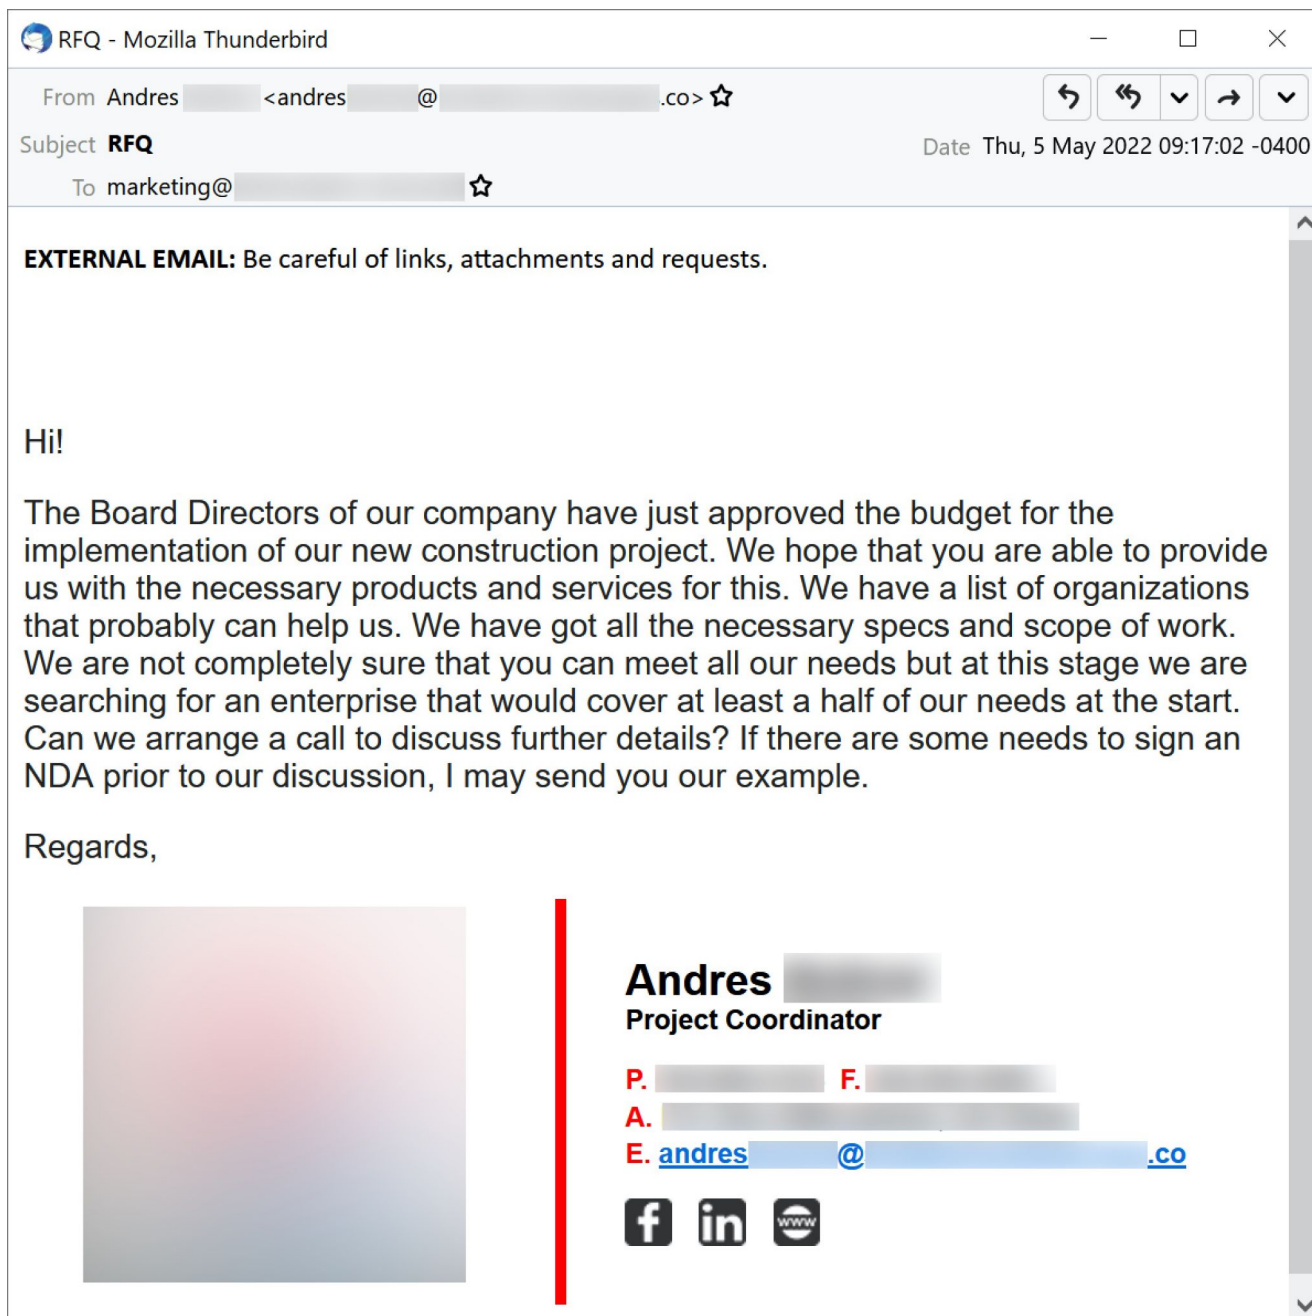 RFQ - Mozilla Thunderbird
From Andres <andres @ .co>
Subject RFQ
Date Thu, 5 May 2022 09:17:02 -0400
To marketing@
EXTERNAL EMAIL: Be careful of links, attachments and requests.
Hi!
The Board Directors of our company have just approved the budget for the
implementation of our new construction project. We hope that you are able to provide
us with the necessary products and services for this. We have a list of organizations
that probably can help us. We have got all the necessary specs and scope of work.
We are not completely sure that you can meet all our needs but at this stage we are
searching for an enterprise that would cover at least a half of our needs at the start.
Can we arrange a call to discuss further details? If there are some needs to sign an
NDA prior to our discussion, I may send you our example.
Regards,
Andres
Project Coordinator
P. F.
A.
E. andres @ .co
f in www